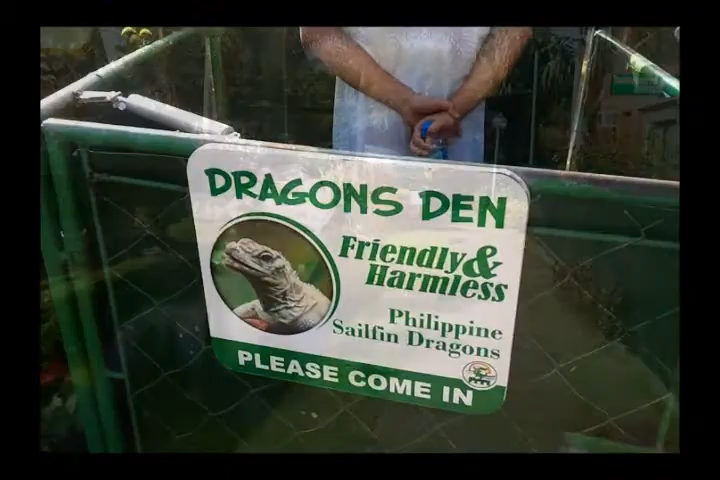 DRAGONS DEN
Friendly &
Harmless
Philippine
Sailfin Dragons
PLEASE COME IN